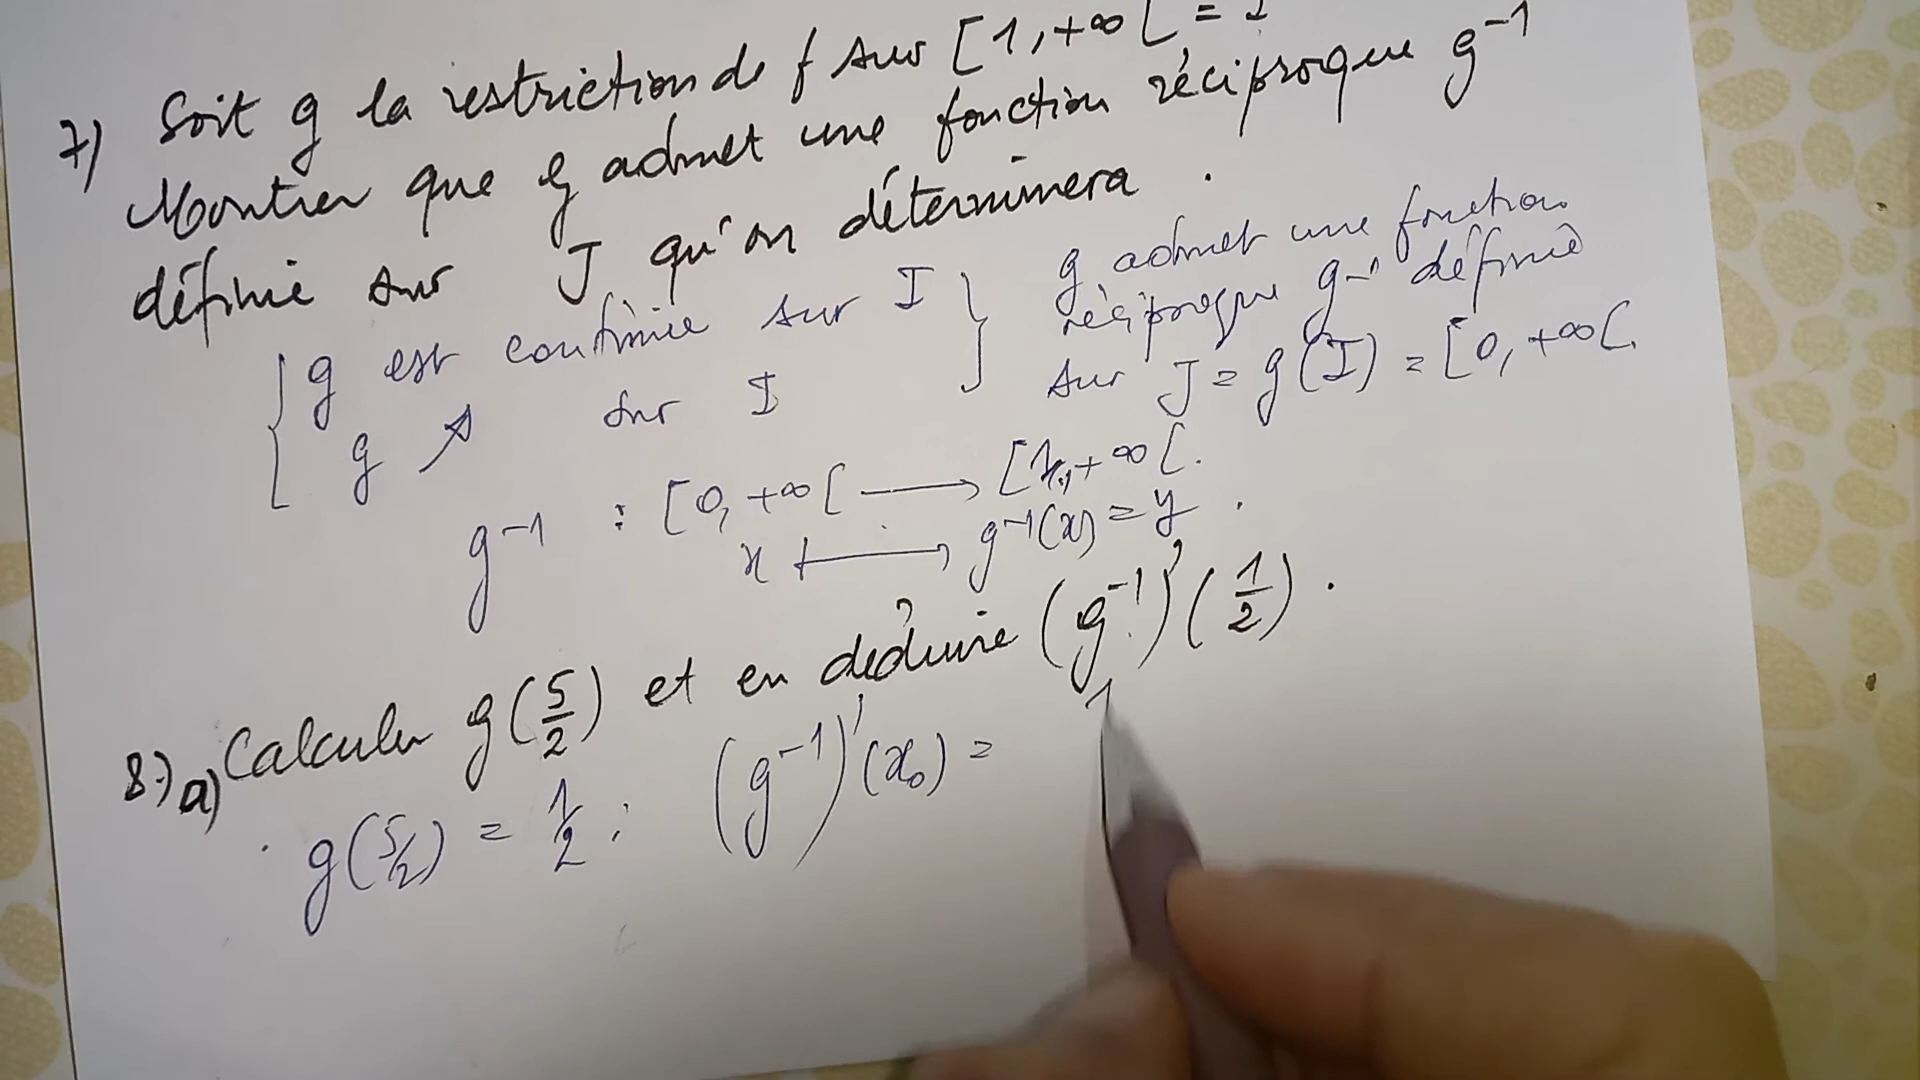 7) Soit g la restriction de f sur [1,+∞[ = I
Montrer que g admet une fonction réciproque g⁻¹
définie sur J qu'on déterminera .
{ g est continue sur I } g admet une fonction
réciproque g⁻¹ définie
g ↗ sur I
sur J = g(I) = [0, +∞[.
g⁻¹ : [0, +∞[ ⟶ [1, +∞[.
x ⟼ g⁻¹(x) = y .
8) a) Calculer g(5/2) et en déduire (g⁻¹)'(1/2) .
. g(5/2) = 1/2 ; (g⁻¹)'(x₀) = 1